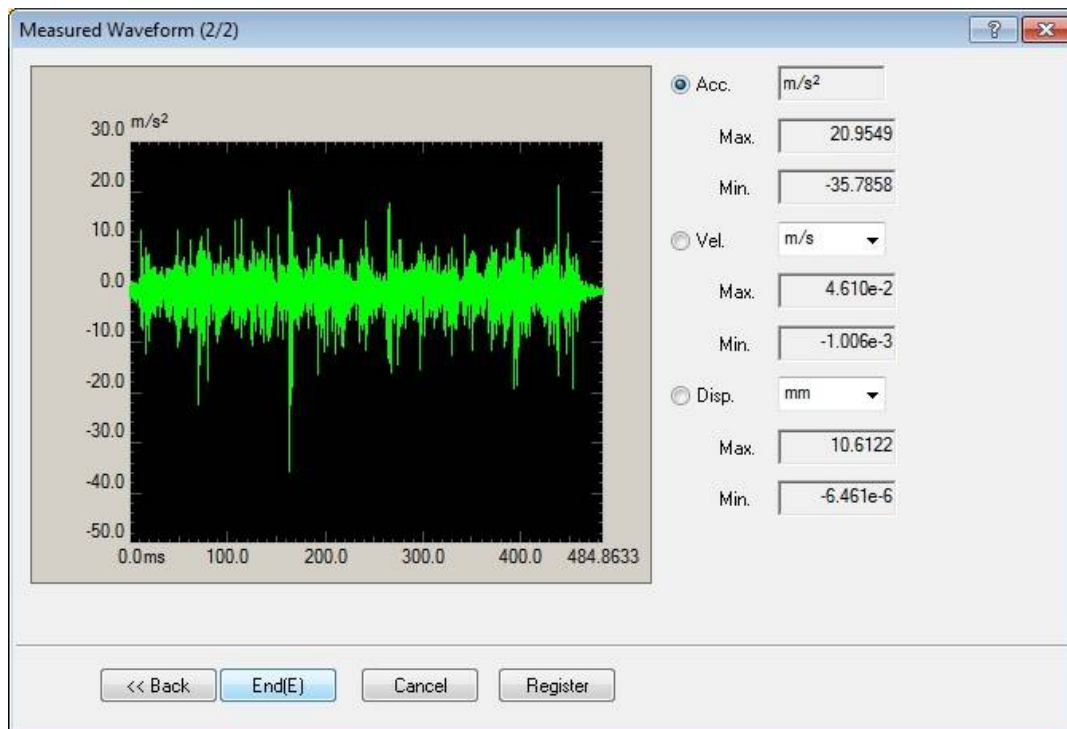 Measured Waveform (2/2)
30.0 m/s²
20.0
10.0
0.0
-10.0
-20.0
-30.0
-40.0
-50.0
0.0ms 100.0 200.0 300.0 400.0 484.8633
Acc. m/s²
Max. 20.9549
Min. -35.7858
Vel. m/s
Max. 4.610e-2
Min. -1.006e-3
Disp. mm
Max. 10.6122
Min. -6.461e-6
<< Back End(E) Cancel Register